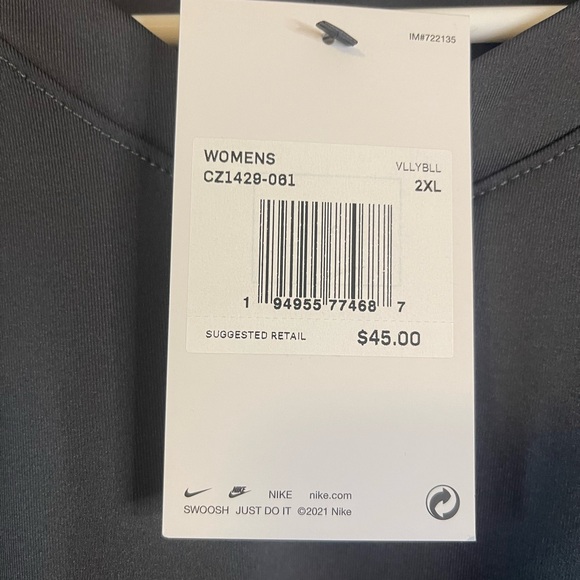 IM#722135
WOMENS VLLYBLL
CZ1429-081 2XL
1 94955 77468 7
SUGGESTED RETAIL $45.00
NIKE NIKE nike.com
SWOOSH JUST DO IT ©2021 Nike